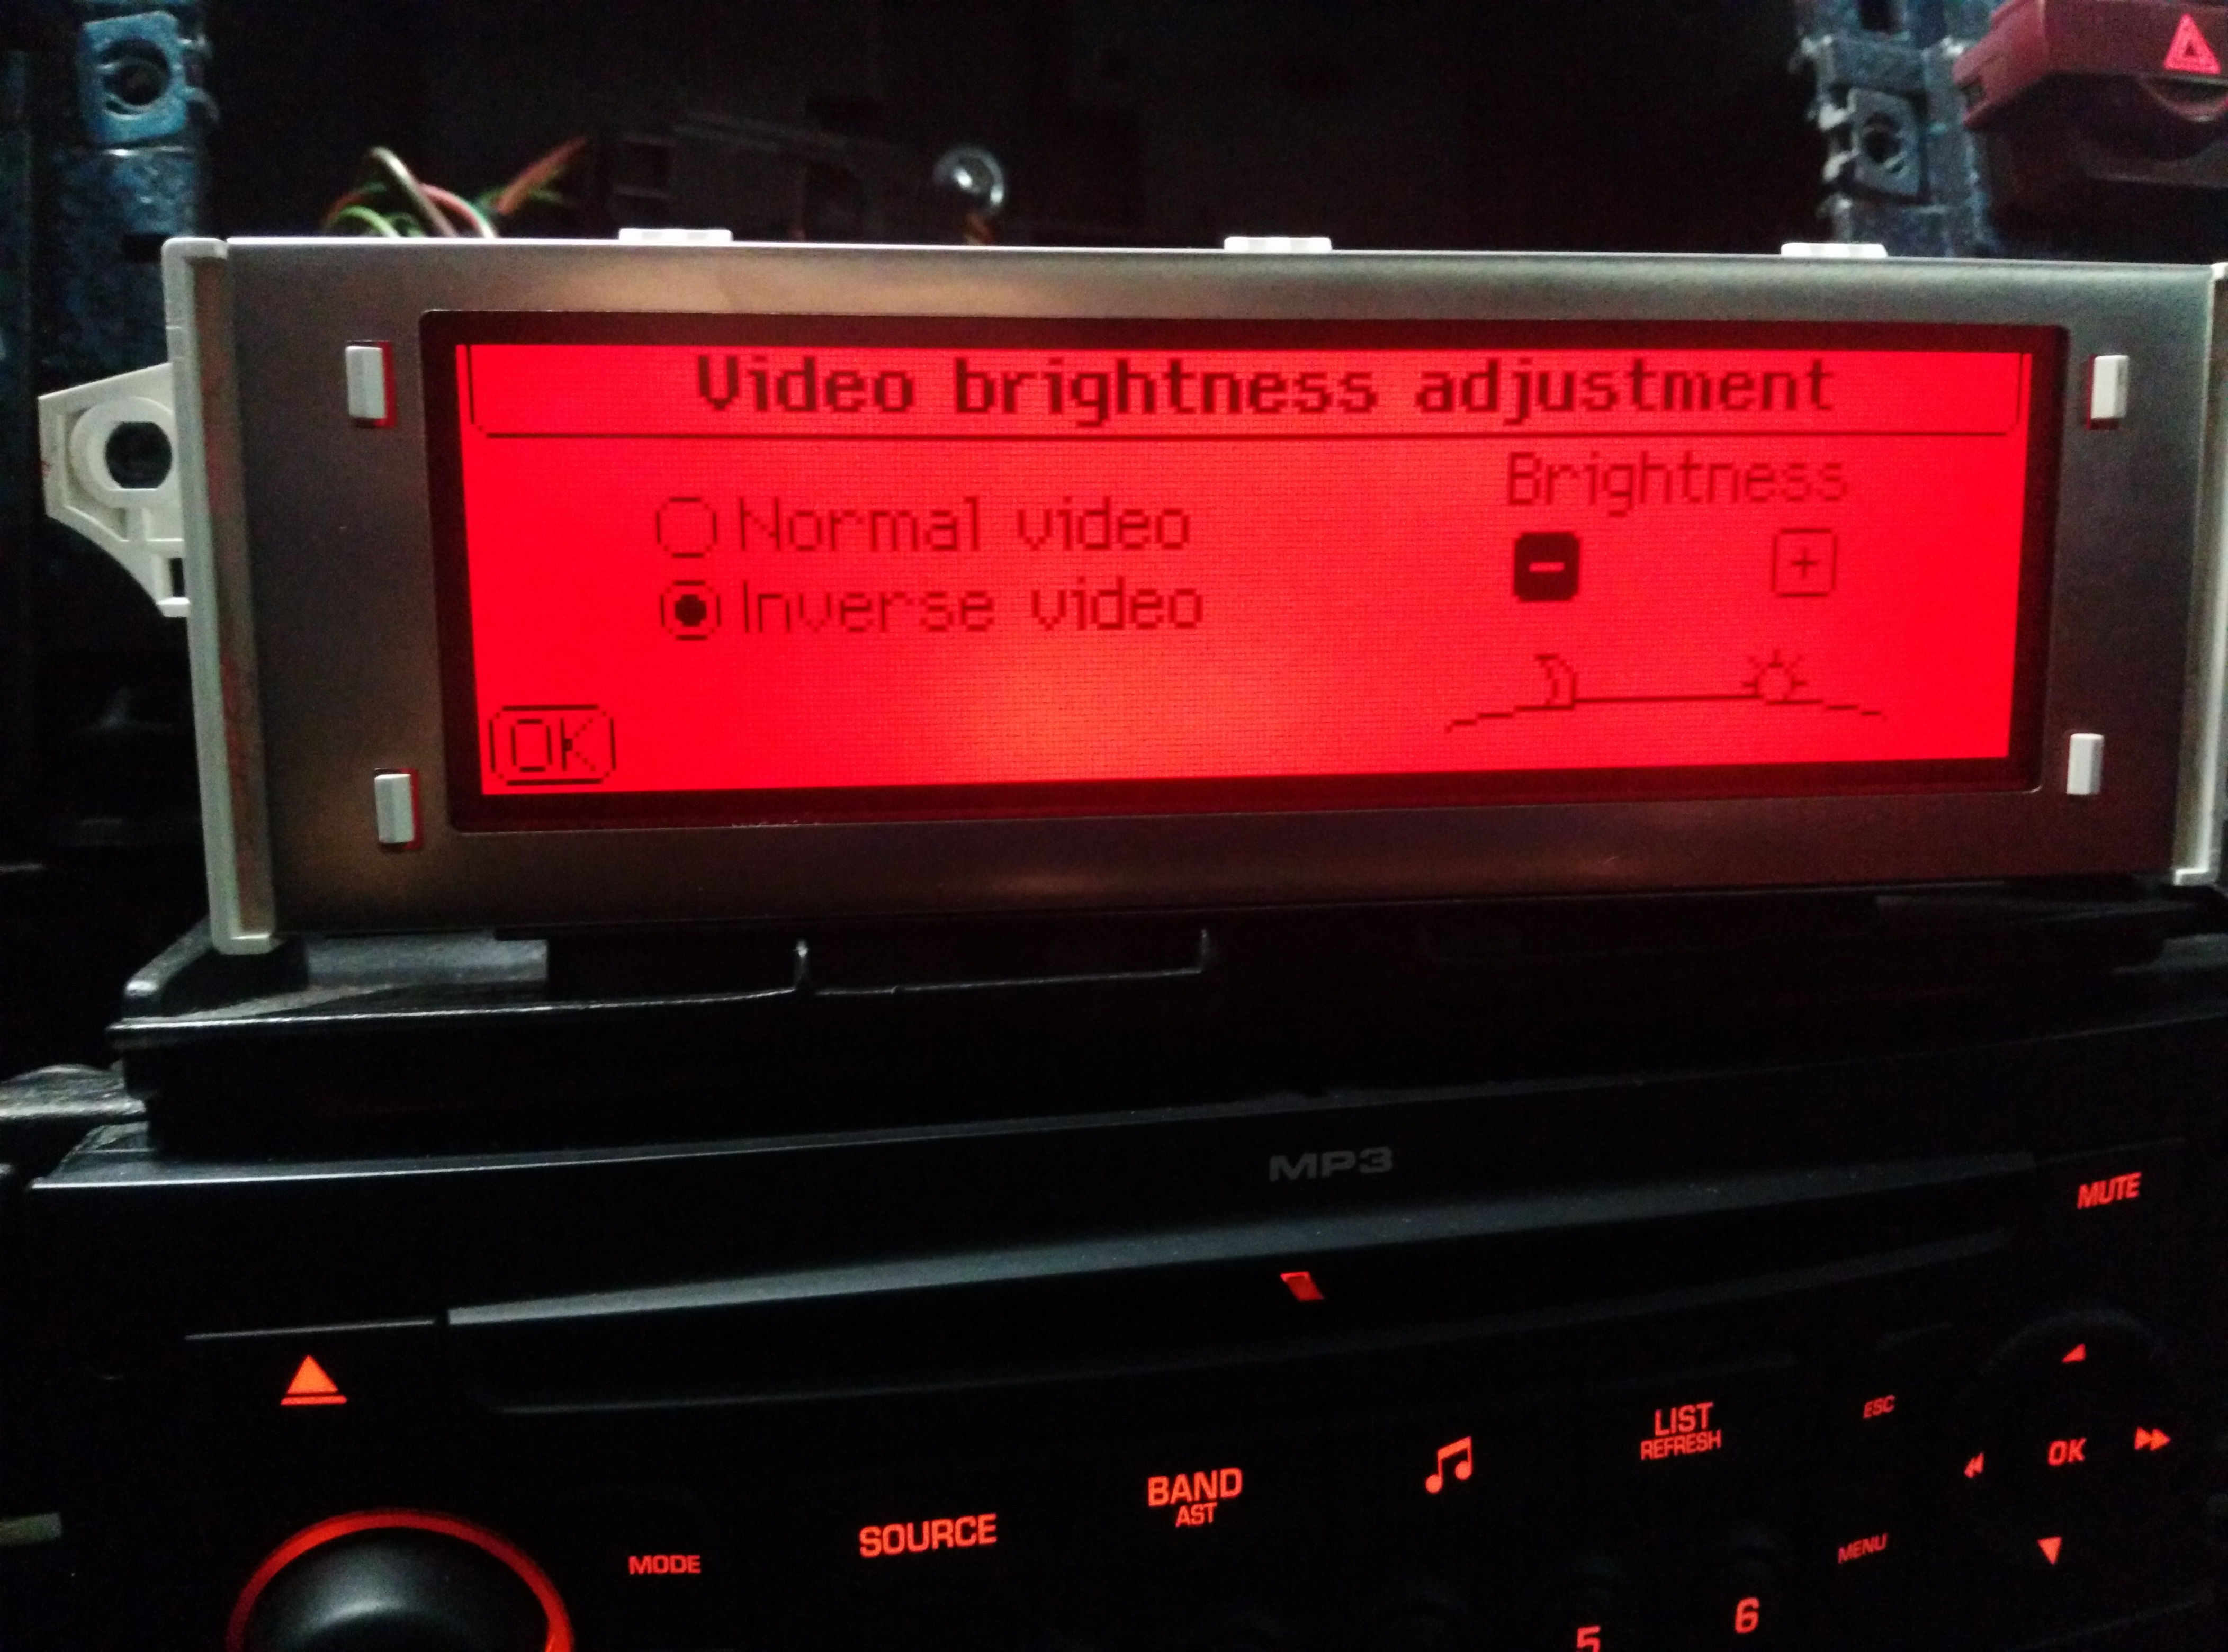 Video brightness adjustment
Brightness
Normal video
- +
Inverse video
OK
MP3
MUTE
LIST
REFRESH
ESC
BAND
AST
OK
SOURCE
MODE
MENU
5
6